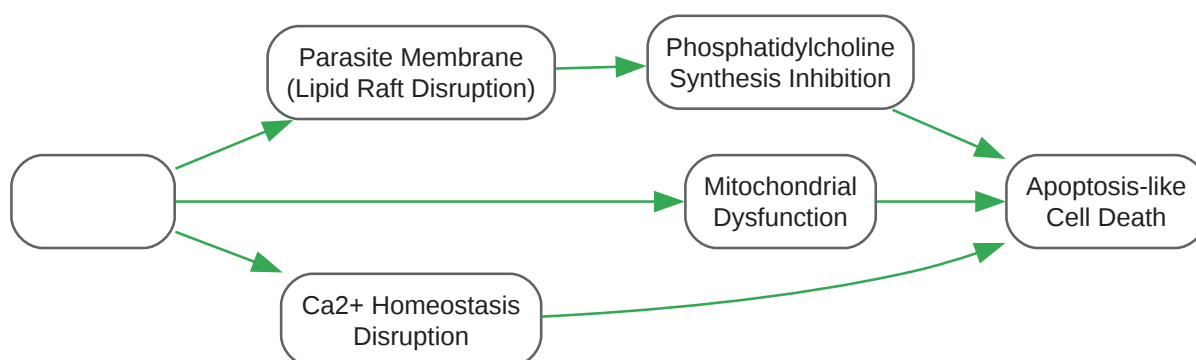 Parasite Membrane
(Lipid Raft Disruption)
Phosphatidylcholine
Synthesis Inhibition
Mitochondrial
Dysfunction
Apoptosis-like
Cell Death
Ca2+ Homeostasis
Disruption